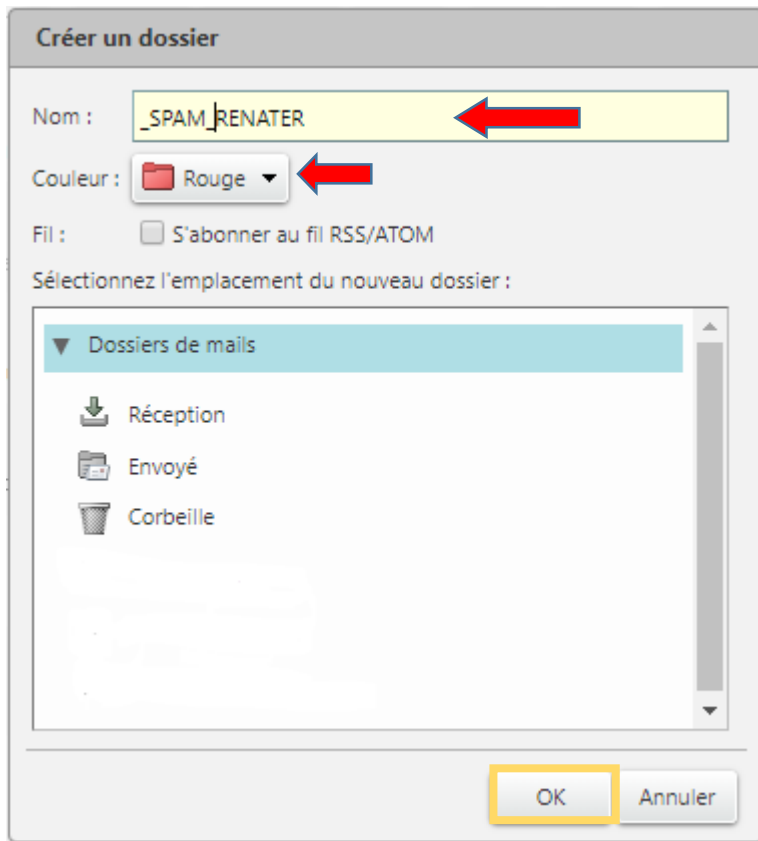 Créer un dossier
Nom : _SPAM_RENATER
Couleur : Rouge
Fil : S'abonner au fil RSS/ATOM
Sélectionnez l'emplacement du nouveau dossier :
Dossiers de mails
Réception
Envoyé
Corbeille
OK Annuler